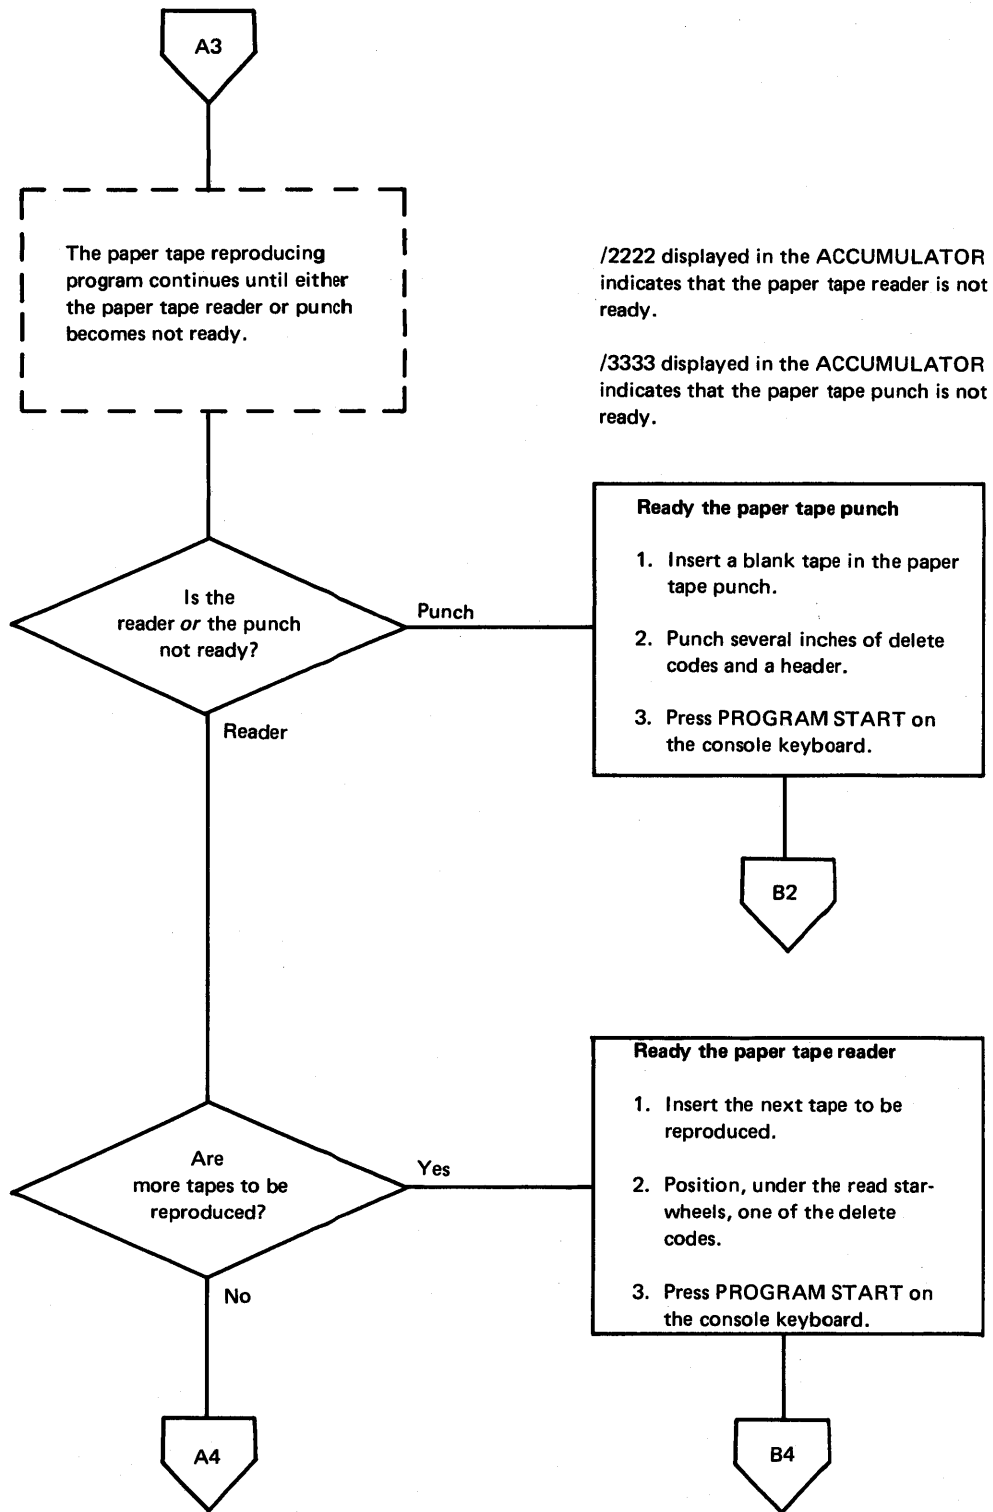 A3
The paper tape reproducing
program continues until either
the paper tape reader or punch
becomes not ready.
/2222 displayed in the ACCUMULATOR
indicates that the paper tape reader is not
ready.
/3333 displayed in the ACCUMULATOR
indicates that the paper tape punch is not
ready.
Is the
reader or the punch
not ready?
Punch
Reader
Ready the paper tape punch
1. Insert a blank tape in the paper
tape punch.
2. Punch several inches of delete
codes and a header.
3. Press PROGRAM START on
the console keyboard.
B2
Are
more tapes to be
reproduced?
Yes
No
Ready the paper tape reader
1. Insert the next tape to be
reproduced.
2. Position, under the read star-
wheels, one of the delete
codes.
3. Press PROGRAM START on
the console keyboard.
A4
B4